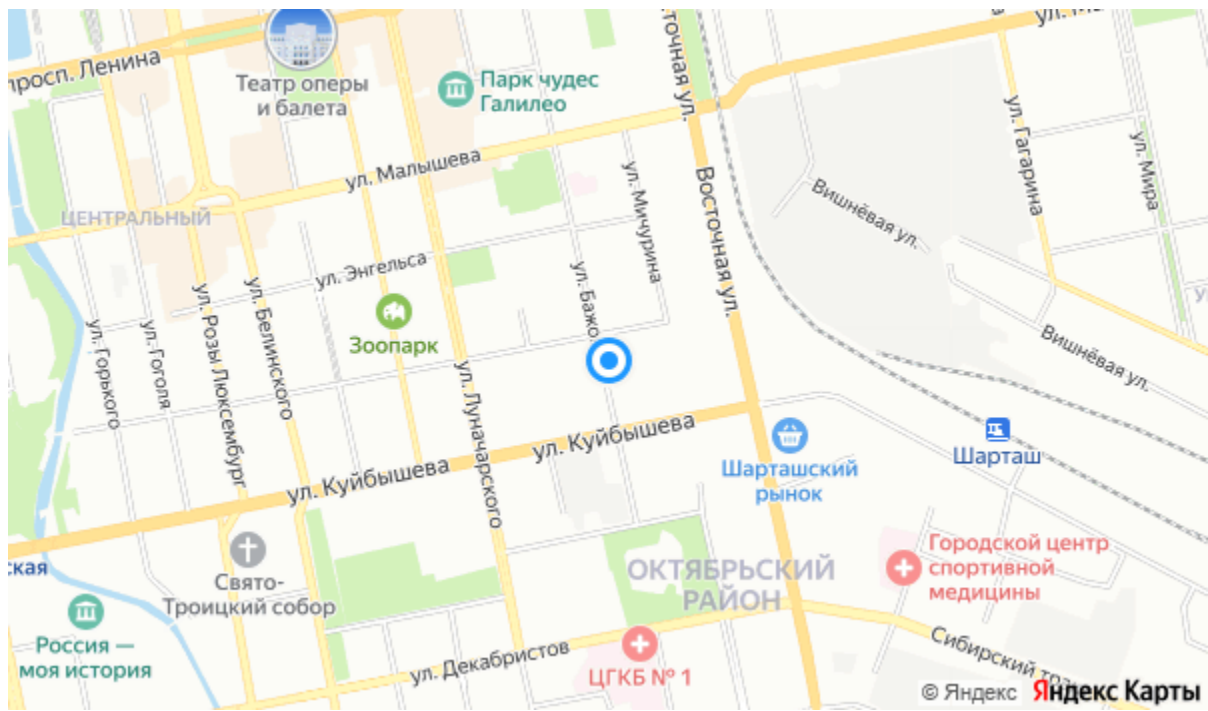 просп. Ленина
Театр оперы
и балета
Парк чудес
Галилео
точная ул.
ул. Гагарина
ул. Мира
ул. Малышева
ул. Мичурина
Восточная ул.
Вишнёвая ул.
ЦЕНТРАЛЬНЫЙ
ул. Энгельса
ул. Бажо
Зоопарк
ул. Горького
ул. Гоголя
ул. Розы Люксембург
ул. Белинского
ул. Луначарского
Вишнёвая ул.
ул. Куйбышева
ул. Куйбышева
Шарташский
рынок
Шарташ
ская
Свято-
Троицкий собор
ОКТЯБРЬСКИЙ
РАЙОН
Городской центр
спортивной
медицины
Россия —
моя история
ул. Декабристов
ЦГКБ № 1
Сибирский тра
© Яндекс Яндекс Карты